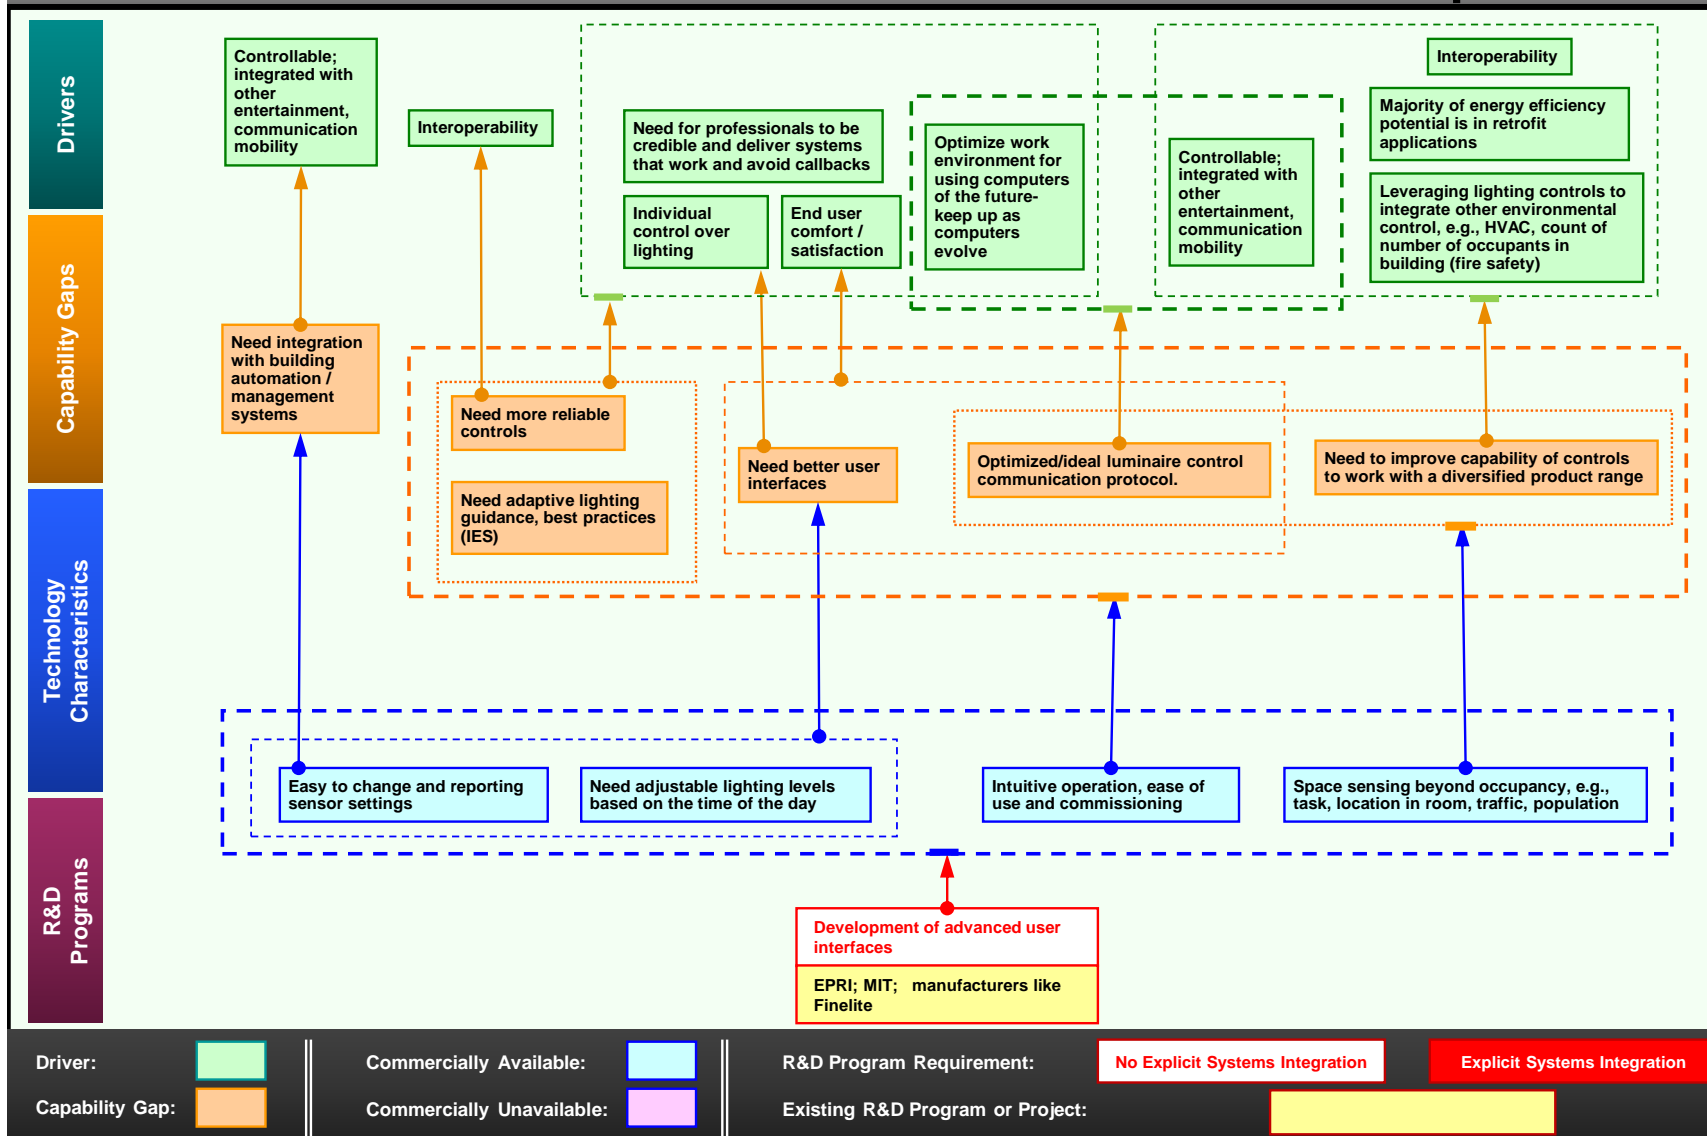 Drivers
Controllable;
integrated with
other
entertainment,
communication
mobility
Interoperability
Need for professionals to be
credible and deliver systems
that work and avoid callbacks
Individual
control over
lighting
End user
comfort /
satisfaction
Optimize work
environment for
using computers
of the future-
keep up as
computers
evolve
Controllable;
integrated with
other
entertainment,
communication
mobility
Interoperability
Majority of energy efficiency
potential is in retrofit
applications
Leveraging lighting controls to
integrate other environmental
control, e.g., HVAC, count of
number of occupants in
building (fire safety)
Capability Gaps
Need integration
with building
automation /
management
systems
Need more reliable
controls
Need adaptive lighting
guidance, best practices
(IES)
Need better user
interfaces
Optimized/ideal luminaire control
communication protocol.
Need to improve capability of controls
to work with a diversified product range
Technology
Characteristics
Easy to change and reporting
sensor settings
Need adjustable lighting levels
based on the time of the day
Intuitive operation, ease of
use and commissioning
Space sensing beyond occupancy, e.g.,
task, location in room, traffic, population
R&D
Programs
Development of advanced user
interfaces
EPRI; MIT; manufacturers like
Finelite
Driver:
Capability Gap:
Commercially Available:
Commercially Unavailable:
R&D Program Requirement:
No Explicit Systems Integration
Explicit Systems Integration
Existing R&D Program or Project: